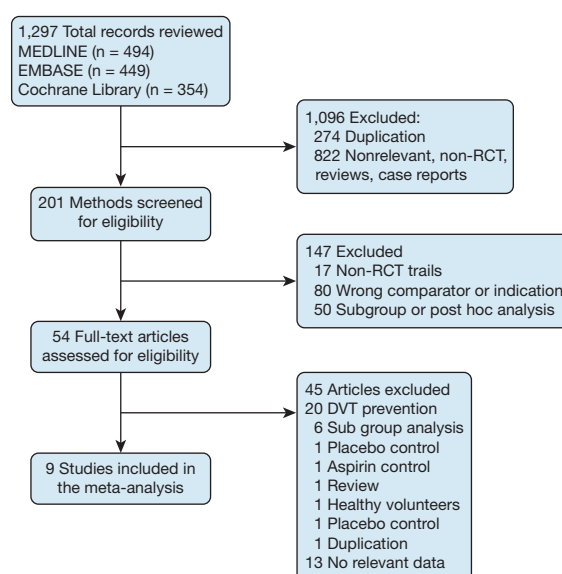 1,297 Total records reviewed
MEDLINE (n = 494)
EMBASE (n = 449)
Cochrane Library (n = 354)
1,096 Excluded:
274 Duplication
822 Nonrelevant, non-RCT,
reviews, case reports
201 Methods screened
for eligibility
147 Excluded
17 Non-RCT trails
80 Wrong comparator or indication
50 Subgroup or post hoc analysis
54 Full-text articles
assessed for eligibility
45 Articles excluded
20 DVT prevention
6 Sub group analysis
1 Placebo control
1 Aspirin control
1 Review
1 Healthy volunteers
1 Placebo control
1 Duplication
13 No relevant data
9 Studies included in
the meta-analysis